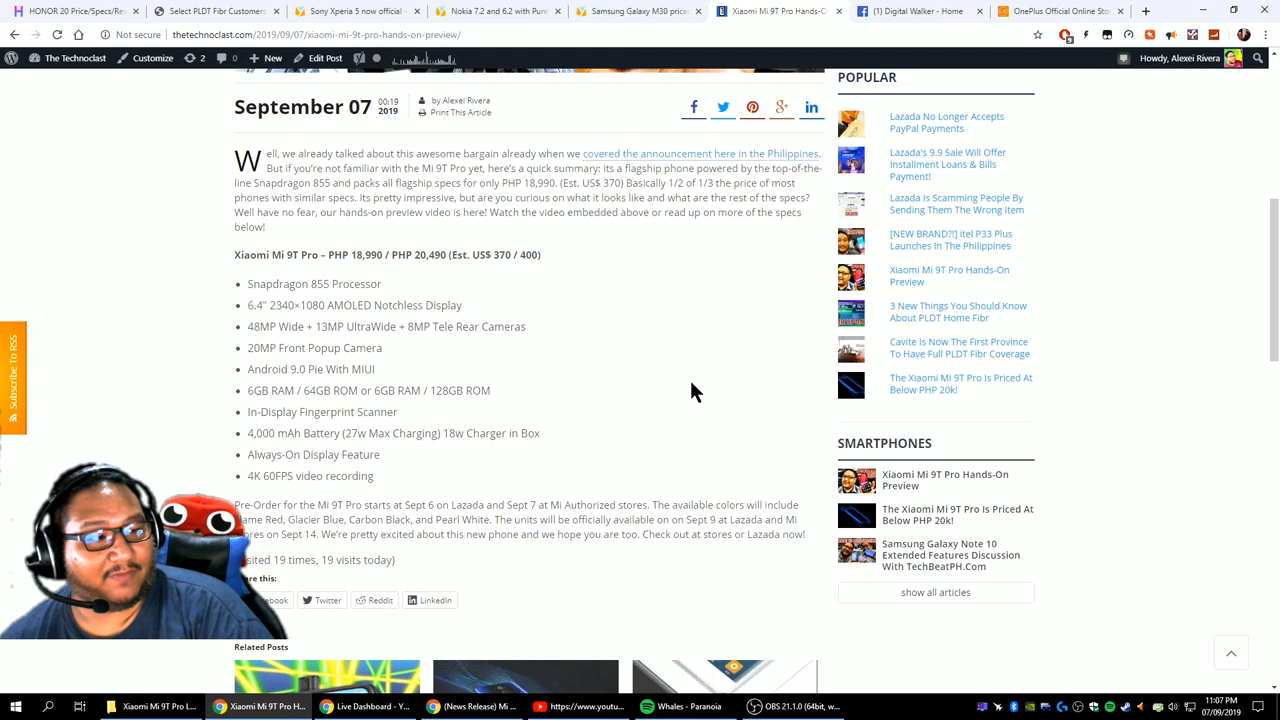 HONOR 20 Price/Specs/Rev
Select PLDT Fibr Customers
Sony Xperia 5 now official -
Nokia 7.2 and 6.2 with Pure
Samsung Galaxy M30 price
Xiaomi Mi 9T Pro Hands-O
(1) Digital Walker - Home
OnePlus Official Online Stor
Not secure
thetechnoclast.com/2019/09/07/xiaomi-mi-9t-pro-hands-on-preview/
9
The Technoclast
Customize
2
0
New
Edit Post
Howdy, Alexei Rivera
September 07
00:19
2019
by Alexei Rivera
Print This Article
Well, we already talked about this awesome bargain already when we covered the announcement here in the Philippines.
But if you're not familiar with the Mi 9T Pro yet, here's a quick summary: its a flagship phone powered by the top-of-the-
line Snapdragon 855 and packs all flagship specs for only PHP 18,990. (Est. US$ 370) Basically 1/2 of 1/3 the price of most
phones with similar specs. Its pretty impressive, but are you curious on what it looks like and what are the rest of the specs?
Well have no fear, our hands-on preview video is here! Watch the video embedded above or read up on more of the specs
below!
Xiaomi Mi 9T Pro – PHP 18,990 / PHP 20,490 (Est. US$ 370 / 400)
Snapdragon 855 Processor
6.4" 2340×1080 AMOLED Notchless Display
48MP Wide + 13MP UltraWide + 8MP Tele Rear Cameras
20MP Front Popup Camera
Android 9.0 Pie With MIUI
6GB RAM / 64GB ROM or 6GB RAM / 128GB ROM
In-Display Fingerprint Scanner
4,000 mAh Battery (27w Max Charging) 18w Charger in Box
Always-On Display Feature
4K 60FPS video recording
Pre-Order for the Mi 9T Pro starts at Sept 6 on Lazada and Sept 7 at Mi Authorized stores. The available colors will include
lame Red, Glacier Blue, Carbon Black, and Pearl White. The units will be officially available on on Sept 9 at Lazada and Mi
ores on Sept 14. We're pretty excited about this new phone and we hope you are too. Check out at stores or Lazada now!
sited 19 times, 19 visits today)
are this:
ebook
Twitter
Reddit
LinkedIn
Related Posts
Subscribe To RSS
POPULAR
Lazada No Longer Accepts
PayPal Payments
Lazada's 9.9 Sale Will Offer
Installment Loans & Bills
Payment!
Lazada Is Scamming People By
Sending Them The Wrong Item
[NEW BRAND?!] itel P33 Plus
Launches In The Philippines
Xiaomi Mi 9T Pro Hands-On
Preview
3 New Things You Should Know
About PLDT Home Fibr
Cavite Is Now The First Province
To Have Full PLDT Fibr Coverage
The Xiaomi Mi 9T Pro Is Priced At
Below PHP 20k!
SMARTPHONES
Xiaomi Mi 9T Pro Hands-On
Preview
The Xiaomi Mi 9T Pro Is Priced At
Below PHP 20k!
Samsung Galaxy Note 10
Extended Features Discussion
With TechBeatPH.Com
show all articles
Xiaomi Mi 9T Pro L...
Xiaomi Mi 9T Pro H...
Live Dashboard - Y...
(News Release) Mi ...
https://www.youtu...
Whales - Paranoia
OBS 21.1.0 (64bit, w...
11:07 PM
07/09/2019